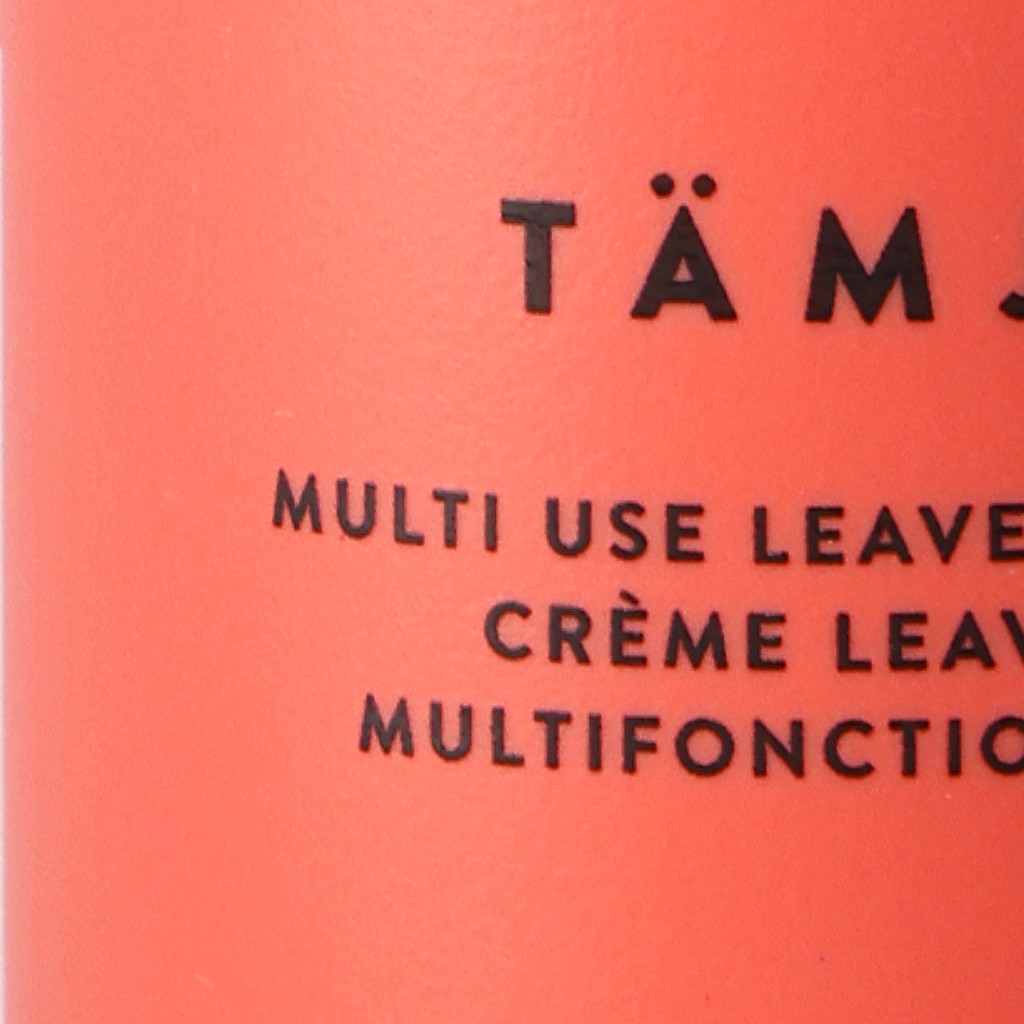 TÄM
MULTI USE LEAVE
CRÈME LEAV
MULTIFONCTIO